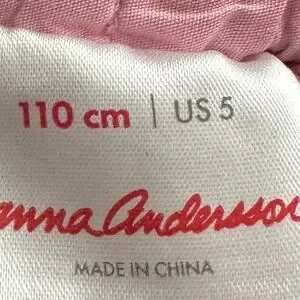 110 cm | US 5
anna Andersson
MADE IN CHINA